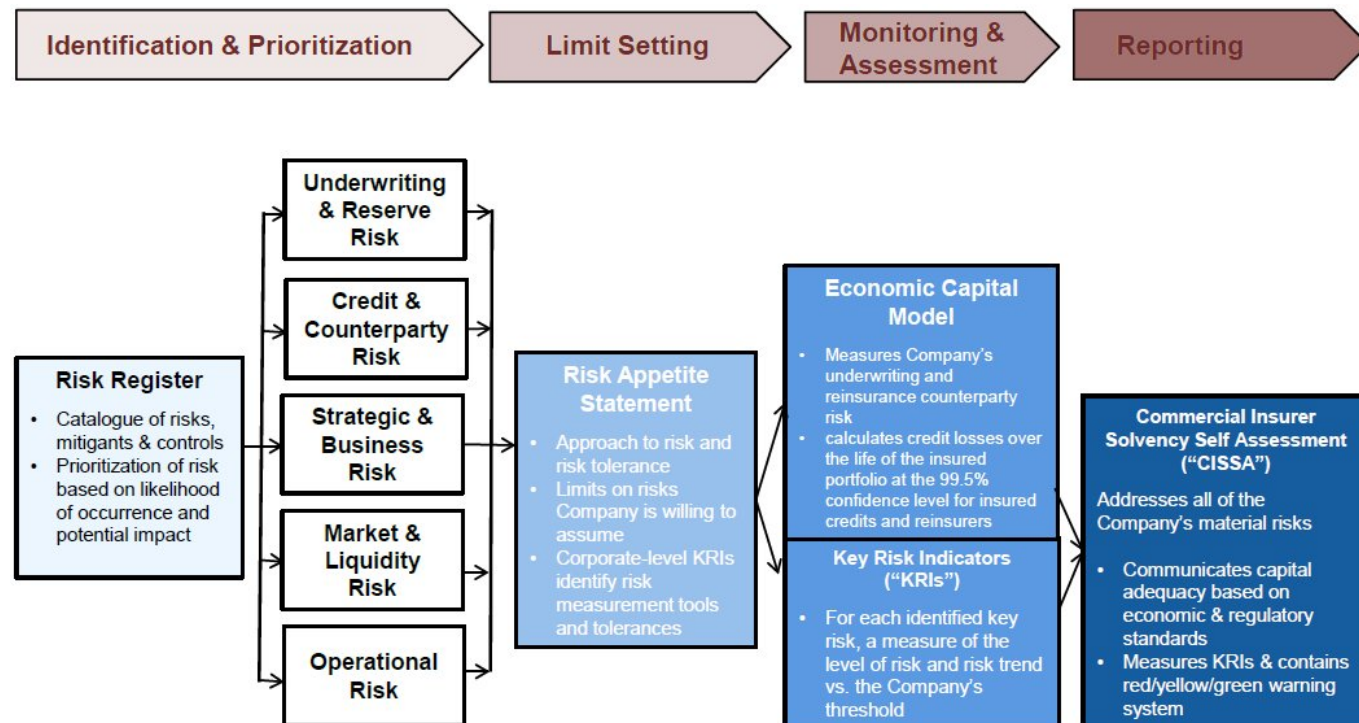 Identification & Prioritization
Limit Setting
Monitoring &
Assessment
Reporting
Risk Register
• Catalogue of risks,
mitigants & controls
• Prioritization of risk
based on likelihood
of occurrence and
potential impact
Underwriting
& Reserve
Risk
Credit &
Counterparty
Risk
Strategic &
Business
Risk
Market &
Liquidity
Risk
Operational
Risk
Risk Appetite
Statement
• Approach to risk and
risk tolerance
• Limits on risks
Company is willing to
assume
• Corporate-level KRIs
identify risk
measurement tools
and tolerances
Economic Capital
Model
• Measures Company's
underwriting and
reinsurance counterparty
risk
• calculates credit losses over
the life of the insured
portfolio at the 99.5%
confidence level for insured
credits and reinsurers
Key Risk Indicators
("KRIs")
• For each identified key
risk, a measure of the
level of risk and risk trend
vs. the Company's
threshold
Commercial Insurer
Solvency Self Assessment
("CISSA")
Addresses all of the
Company's material risks
• Communicates capital
adequacy based on
economic & regulatory
standards
• Measures KRIs & contains
red/yellow/green warning
system